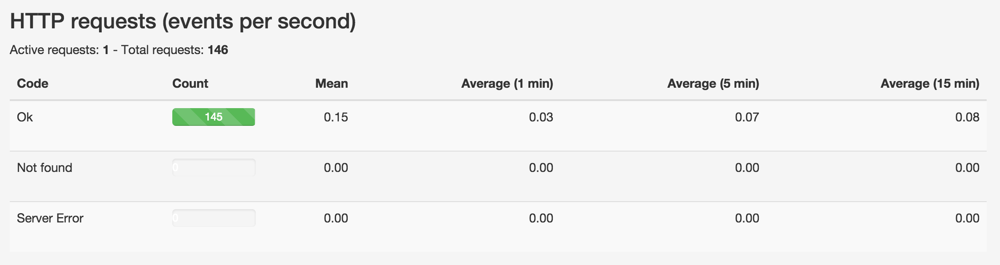 HTTP requests (events per second)
Active requests: 1 - Total requests: 146
Code Count Mean Average (1 min) Average (5 min) Average (15 min)
Ok 145 0.15 0.03 0.07 0.08
Not found 0 0.00 0.00 0.00 0.00
Server Error 0 0.00 0.00 0.00 0.00